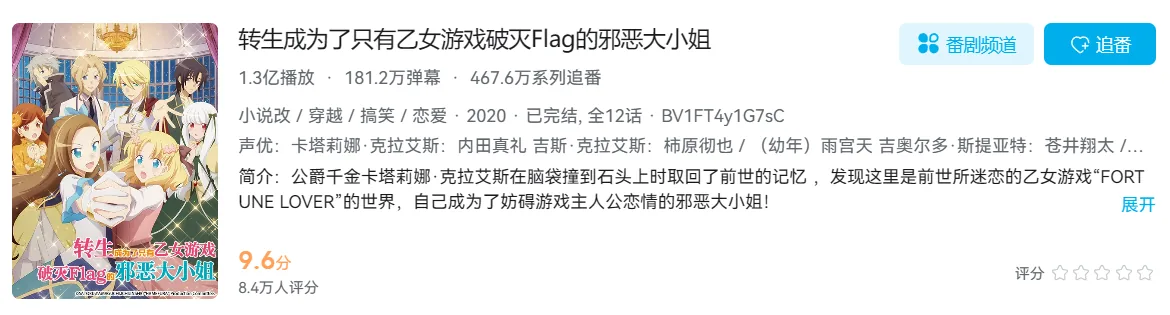 转生成为了只有乙女游戏破灭Flag的邪恶大小姐
番剧频道
追番
1.3亿播放 · 181.2万弹幕 · 467.6万系列追番
小说改 / 穿越 / 搞笑 / 恋爱 · 2020 · 已完结, 全12话 · BV1FT4y1G7sC
声优：卡塔莉娜·克拉艾斯：内田真礼 吉斯·克拉艾斯：柿原彻也 / （幼年）雨宫天 吉奥尔多·斯提亚特：苍井翔太 /...
简介：公爵千金卡塔莉娜·克拉艾斯在脑袋撞到石头上时取回了前世的记忆 ，发现这里是前世所迷恋的乙女游戏“FORT
UNE LOVER”的世界，自己成为了妨碍游戏主人公恋情的邪恶大小姐！
展开
9.6分
8.4万人评分
评分
转生成为了只有乙女游戏
破灭Flag的邪恶大小姐